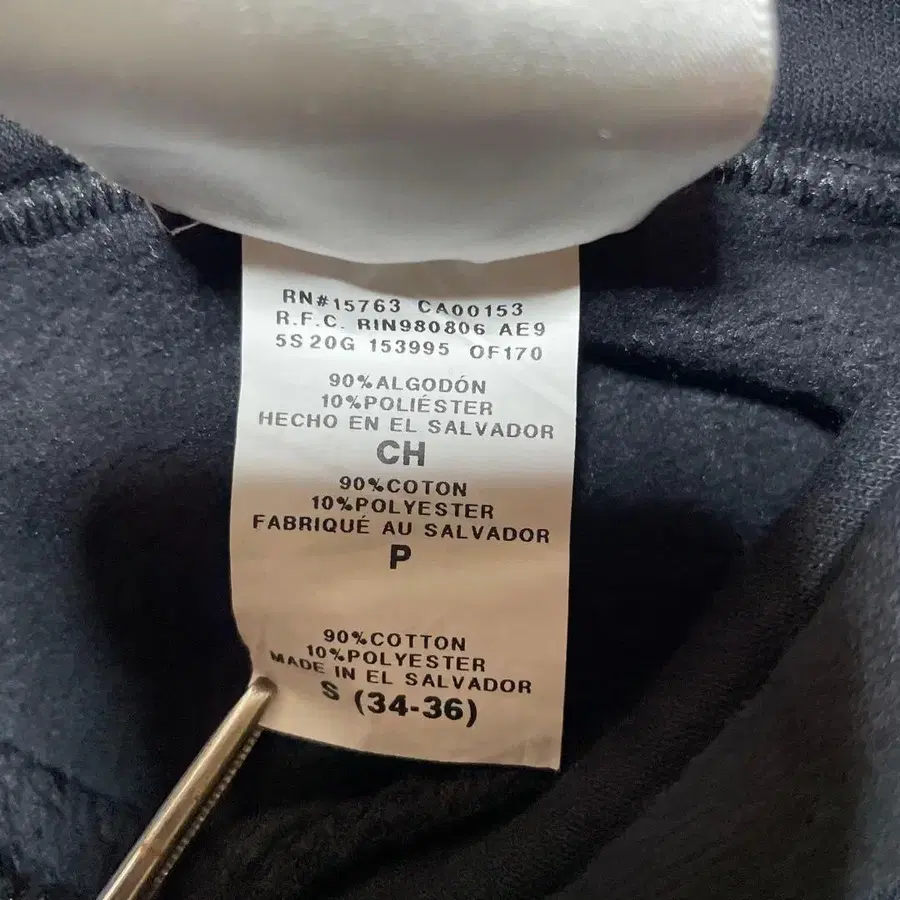 RN#15763 CA00153
R.F.C. RIN980806 AE9
5S20G 153995 OF170
90%ALGODÓN
10%POLIÉSTER
HECHO EN EL SALVADOR
CH
90%COTON
10%POLYESTER
FABRIQUÉ AU SALVADOR
P
90%COTTON
10%POLYESTER
MADE IN EL SALVADOR
S (34-36)